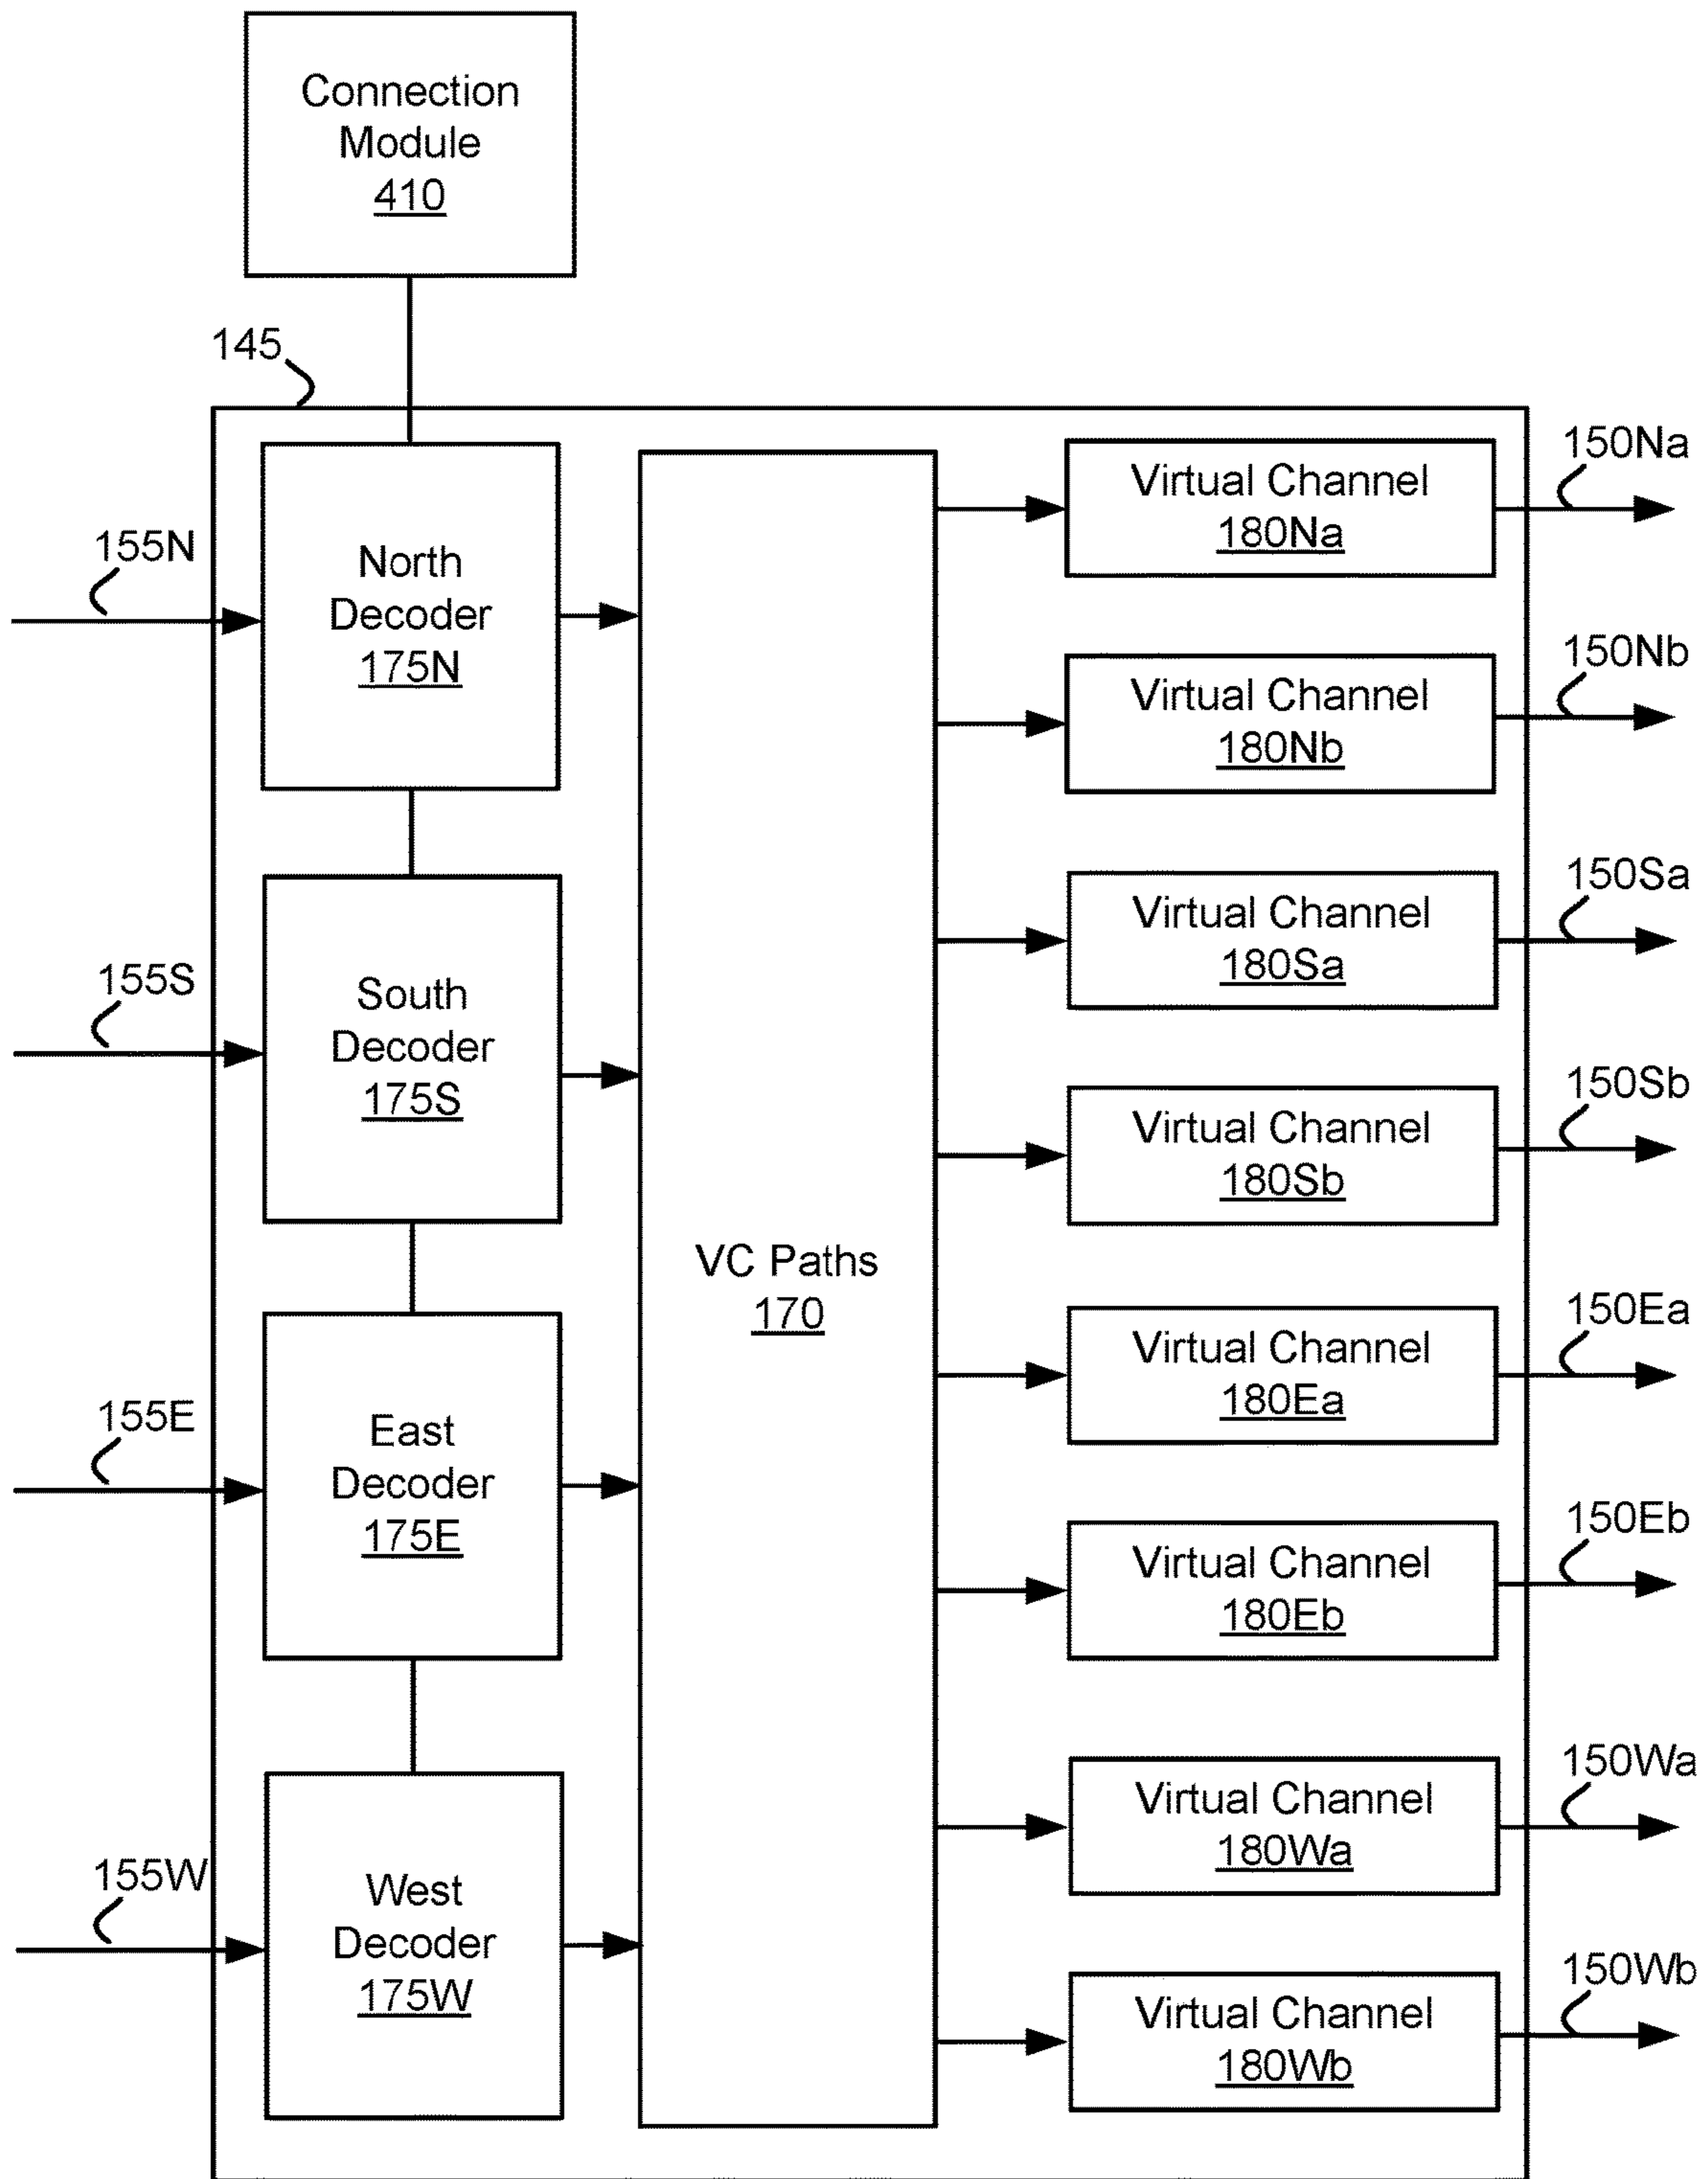 Connection
Module
410
145
155N
North
Decoder
175N
155S
South
Decoder
175S
155E
East
Decoder
175E
155W
West
Decoder
175W
VC Paths
170
Virtual Channel
180Na
150Na
Virtual Channel
180Nb
150Nb
Virtual Channel
180Sa
150Sa
Virtual Channel
180Sb
150Sb
Virtual Channel
180Ea
150Ea
Virtual Channel
180Eb
150Eb
Virtual Channel
180Wa
150Wa
Virtual Channel
180Wb
150Wb